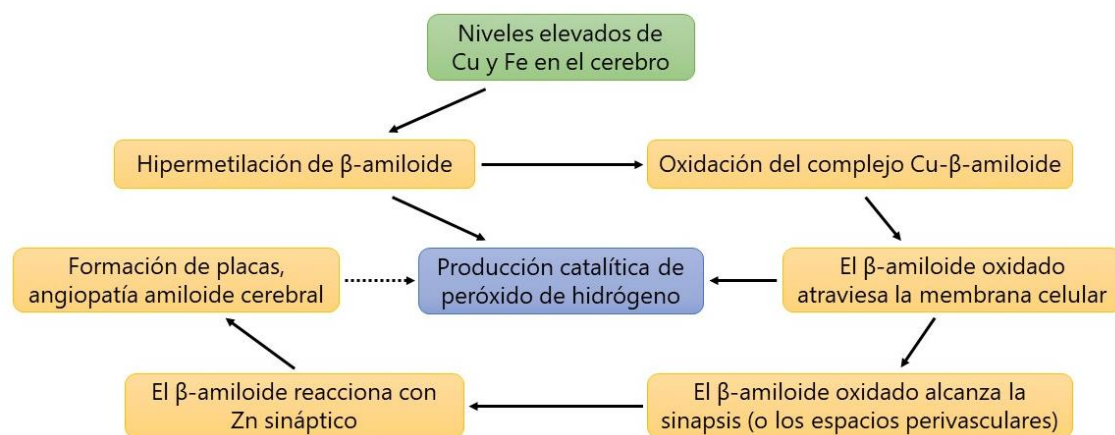 Niveles elevados de
Cu y Fe en el cerebro
Hipermetilación de β-amiloide
Oxidación del complejo Cu-β-amiloide
Formación de placas,
angiopatía amiloide cerebral
Producción catalítica de
peróxido de hidrógeno
El β-amiloide oxidado
atraviesa la membrana celular
El β-amiloide reacciona con
Zn sináptico
El β-amiloide oxidado alcanza la
sinapsis (o los espacios perivasculares)